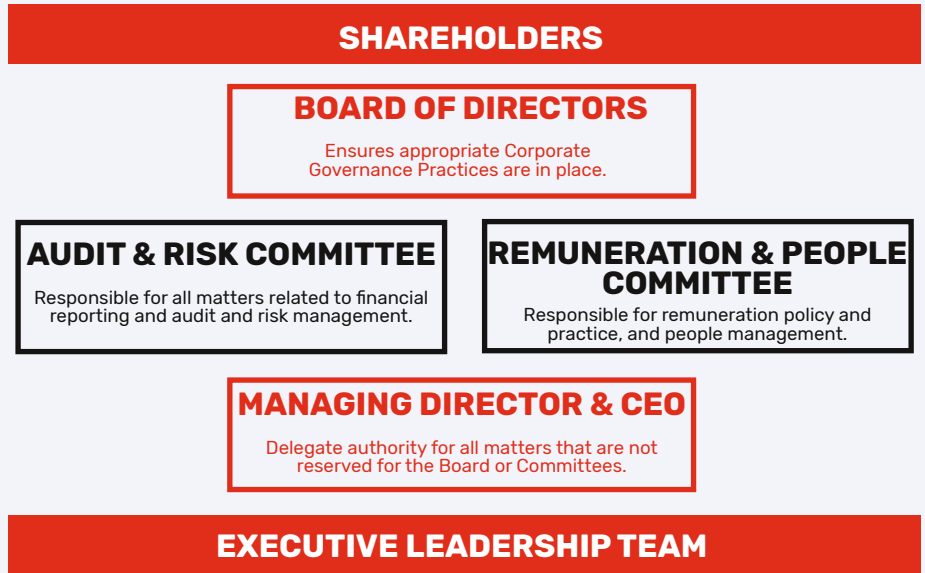 SHAREHOLDERS
BOARD OF DIRECTORS
Ensures appropriate Corporate
Governance Practices are in place.
AUDIT & RISK COMMITTEE
Responsible for all matters related to financial
reporting and audit and risk management.
REMUNERATION & PEOPLE
COMMITTEE
Responsible for remuneration policy and
practice, and people management.
MANAGING DIRECTOR & CEO
Delegate authority for all matters that are not
reserved for the Board or Committees.
EXECUTIVE LEADERSHIP TEAM